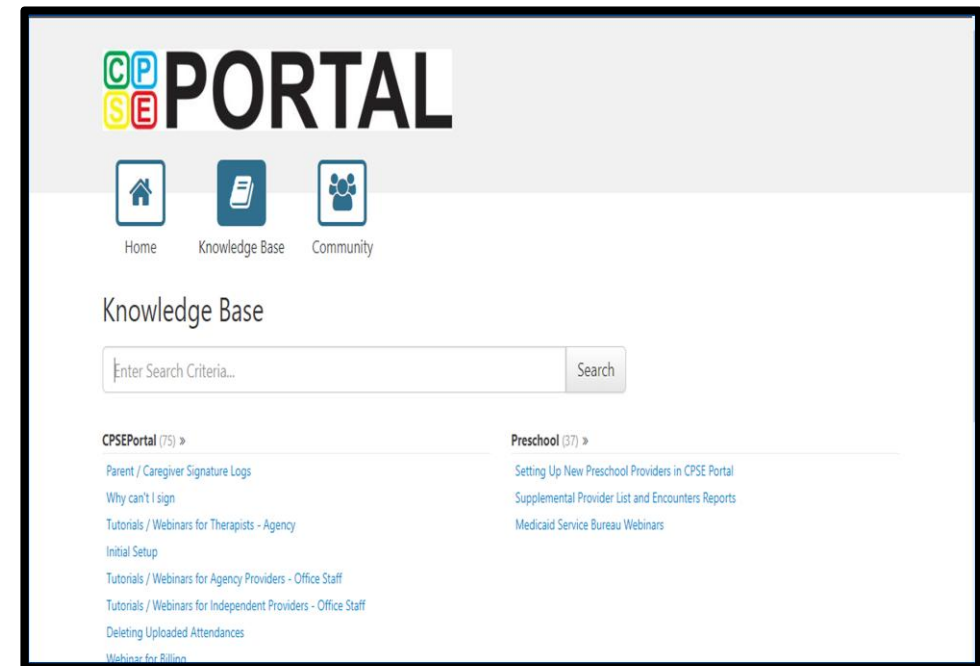 CP
SE PORTAL
Home Knowledge Base Community
Knowledge Base
Enter Search Criteria... Search
CPSEPortal (75) »
Parent / Caregiver Signature Logs
Why can't I sign
Tutorials / Webinars for Therapists - Agency
Initial Setup
Tutorials / Webinars for Agency Providers - Office Staff
Tutorials / Webinars for Independent Providers - Office Staff
Deleting Uploaded Attendances
Webinar for Billing
Preschool (37) »
Setting Up New Preschool Providers in CPSE Portal
Supplemental Provider List and Encounters Reports
Medicaid Service Bureau Webinars